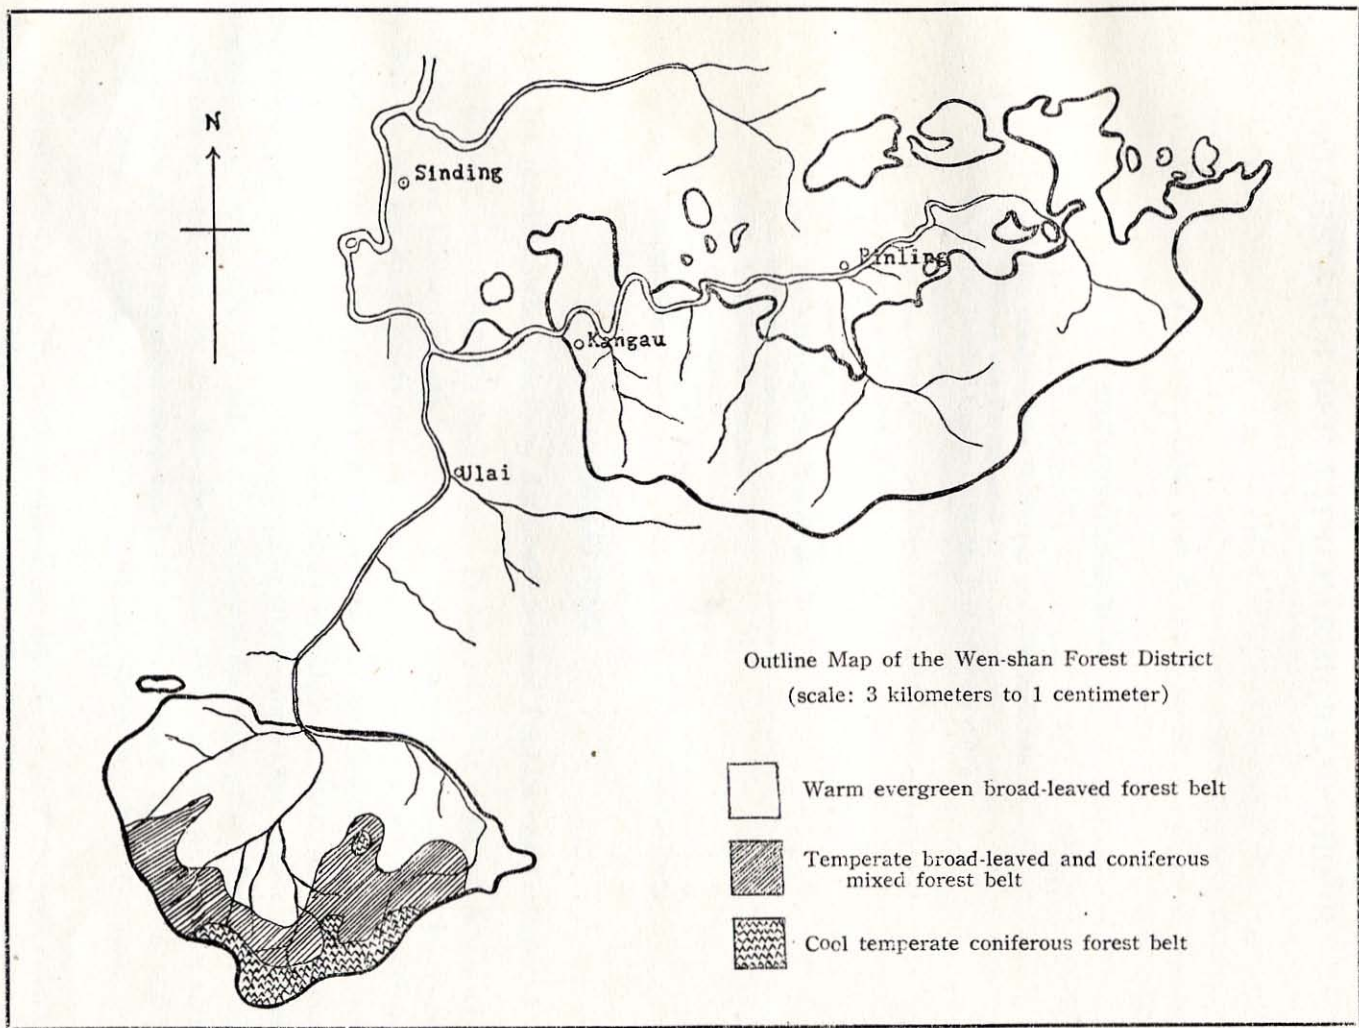 N
Sinding
Pinling
Kangau
Ulai
Outline Map of the Wen-shan Forest District
(scale: 3 kilometers to 1 centimeter)
Warm evergreen broad-leaved forest belt
Temperate broad-leaved and coniferous
mixed forest belt
Cool temperate coniferous forest belt